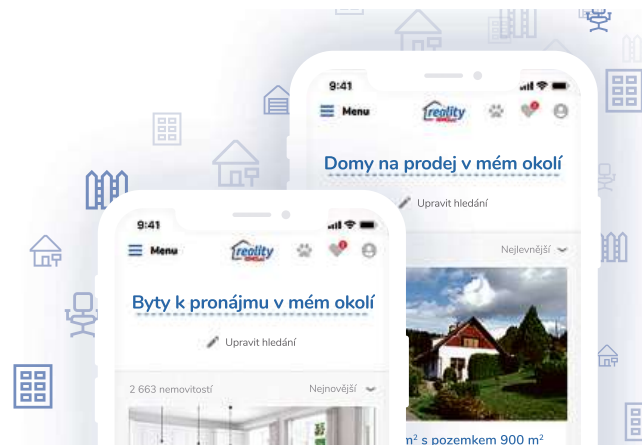 9:41
Menu
reality
Domy na prodej v mém okolí
Upravit hledání
Nejlevnější
m² s pozemkem 900 m²
9:41
Menu
reality
Byty k pronájmu v mém okolí
Upravit hledání
2 663 nemovitostí
Nejnovější